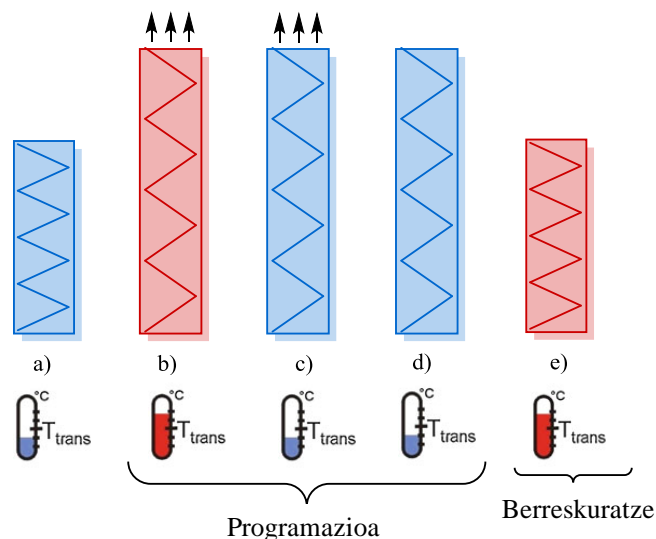 a) b) c) d) e)
°C °C °C °C °C
Ttrans Ttrans Ttrans Ttrans Ttrans
Programazioa
Berreskuratze